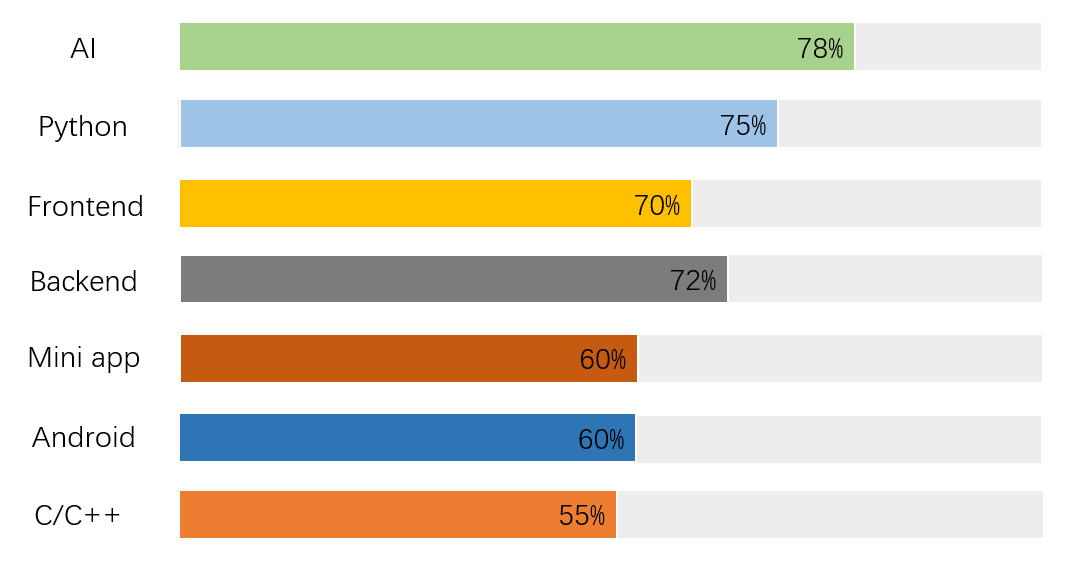 AI 78%
Python 75%
Frontend 70%
Backend 72%
Mini app 60%
Android 60%
C/C++ 55%